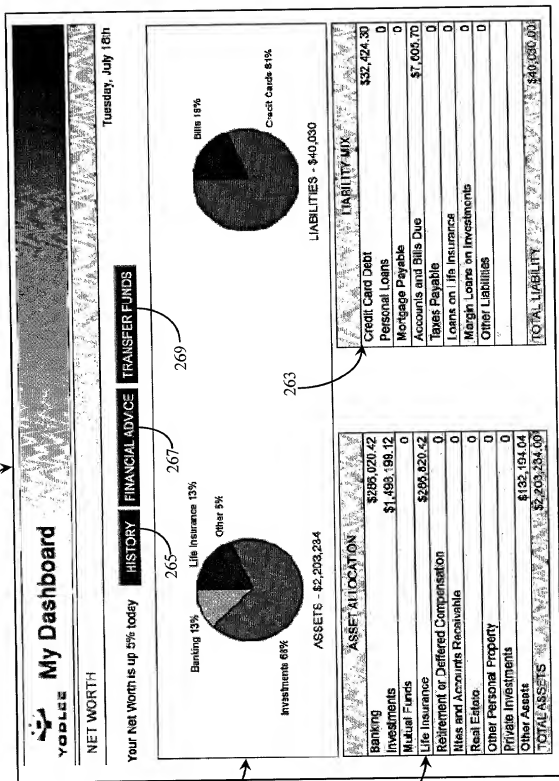 YODLEE My Dashboard
NET WORTH
Tuesday, July 18th
Your Net Worth is up 5% today
HISTORY
FINANCIAL ADVICE
TRANSFER FUNDS
265
267
269
Banking 13%
Life Insurance 13%
Other 5%
Investments 68%
ASSETS - $2,203,234
Bills 19%
Credit Cards 81%
LIABILITIES - $40,030
263
ASSET ALLOCATION
Banking $286,020.42
Investments $1,498,199.12
Mutual Funds 0
Life Insurance $286,820.42
Retirement or Deffered Compensation 0
Ntes and Accounts Receivable 0
Real Estate 0
Other Personal Property 0
Private Investments 0
Other Assets $132,194.04
TOTAL ASSETS $2,203,234.00
LIABILITY MIX
Credit Card Debt $32,424.30
Personal Loans 0
Mortgage Payable 0
Accounts and Bills Due $7,605.70
Taxes Payable 0
Loans on Life Insurance 0
Margin Loans on Investments 0
Other Liabilities 0
TOTAL LIABILITY $40,030.00